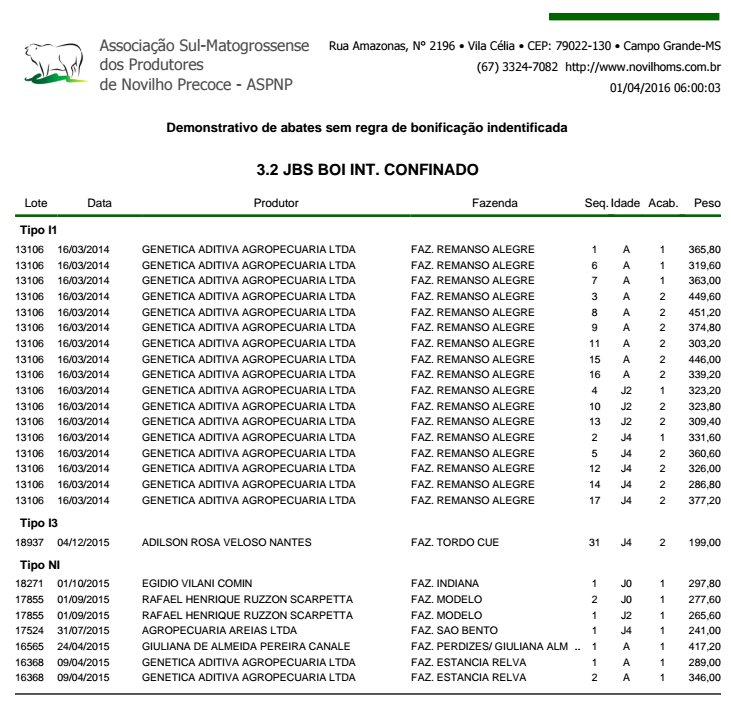 Associação Sul-Matogrossense
dos Produtores
de Novilho Precoce - ASPNP
Rua Amazonas, Nº 2196 • Vila Célia • CEP: 79022-130 • Campo Grande-MS
(67) 3324-7082 http://www.novilhoms.com.br
01/04/2016 06:00:03
Demonstrativo de abates sem regra de bonificação indentificada
3.2 JBS BOI INT. CONFINADO
Lote Data Produtor Fazenda Seq. Idade Acab. Peso
Tipo I1
13106 16/03/2014 GENETICA ADITIVA AGROPECUARIA LTDA FAZ. REMANSO ALEGRE 1 A 1 365,80
13106 16/03/2014 GENETICA ADITIVA AGROPECUARIA LTDA FAZ. REMANSO ALEGRE 6 A 1 319,60
13106 16/03/2014 GENETICA ADITIVA AGROPECUARIA LTDA FAZ. REMANSO ALEGRE 7 A 1 363,00
13106 16/03/2014 GENETICA ADITIVA AGROPECUARIA LTDA FAZ. REMANSO ALEGRE 3 A 2 449,60
13106 16/03/2014 GENETICA ADITIVA AGROPECUARIA LTDA FAZ. REMANSO ALEGRE 8 A 2 451,20
13106 16/03/2014 GENETICA ADITIVA AGROPECUARIA LTDA FAZ. REMANSO ALEGRE 9 A 2 374,80
13106 16/03/2014 GENETICA ADITIVA AGROPECUARIA LTDA FAZ. REMANSO ALEGRE 11 A 2 303,20
13106 16/03/2014 GENETICA ADITIVA AGROPECUARIA LTDA FAZ. REMANSO ALEGRE 15 A 2 446,00
13106 16/03/2014 GENETICA ADITIVA AGROPECUARIA LTDA FAZ. REMANSO ALEGRE 16 A 2 339,20
13106 16/03/2014 GENETICA ADITIVA AGROPECUARIA LTDA FAZ. REMANSO ALEGRE 4 J2 1 323,20
13106 16/03/2014 GENETICA ADITIVA AGROPECUARIA LTDA FAZ. REMANSO ALEGRE 10 J2 2 323,80
13106 16/03/2014 GENETICA ADITIVA AGROPECUARIA LTDA FAZ. REMANSO ALEGRE 13 J2 2 309,40
13106 16/03/2014 GENETICA ADITIVA AGROPECUARIA LTDA FAZ. REMANSO ALEGRE 2 J4 1 331,60
13106 16/03/2014 GENETICA ADITIVA AGROPECUARIA LTDA FAZ. REMANSO ALEGRE 5 J4 2 360,60
13106 16/03/2014 GENETICA ADITIVA AGROPECUARIA LTDA FAZ. REMANSO ALEGRE 12 J4 2 326,00
13106 16/03/2014 GENETICA ADITIVA AGROPECUARIA LTDA FAZ. REMANSO ALEGRE 14 J4 2 286,80
13106 16/03/2014 GENETICA ADITIVA AGROPECUARIA LTDA FAZ. REMANSO ALEGRE 17 J4 2 377,20
Tipo I3
18937 04/12/2015 ADILSON ROSA VELOSO NANTES FAZ. TORDO CUE 31 J4 2 199,00
Tipo NI
18271 01/10/2015 EGIDIO VILANI COMIN FAZ. INDIANA 1 J0 1 297,80
17855 01/09/2015 RAFAEL HENRIQUE RUZZON SCARPETTA FAZ. MODELO 2 J0 1 277,60
17855 01/09/2015 RAFAEL HENRIQUE RUZZON SCARPETTA FAZ. MODELO 1 J2 1 265,60
17524 31/07/2015 AGROPECUARIA AREIAS LTDA FAZ. SAO BENTO 1 J4 1 241,00
16565 24/04/2015 GIULIANA DE ALMEIDA PEREIRA CANALE FAZ. PERDIZES/ GIULIANA ALM .. 1 A 1 417,20
16368 09/04/2015 GENETICA ADITIVA AGROPECUARIA LTDA FAZ. ESTANCIA RELVA 1 A 1 289,00
16368 09/04/2015 GENETICA ADITIVA AGROPECUARIA LTDA FAZ. ESTANCIA RELVA 2 A 1 346,00